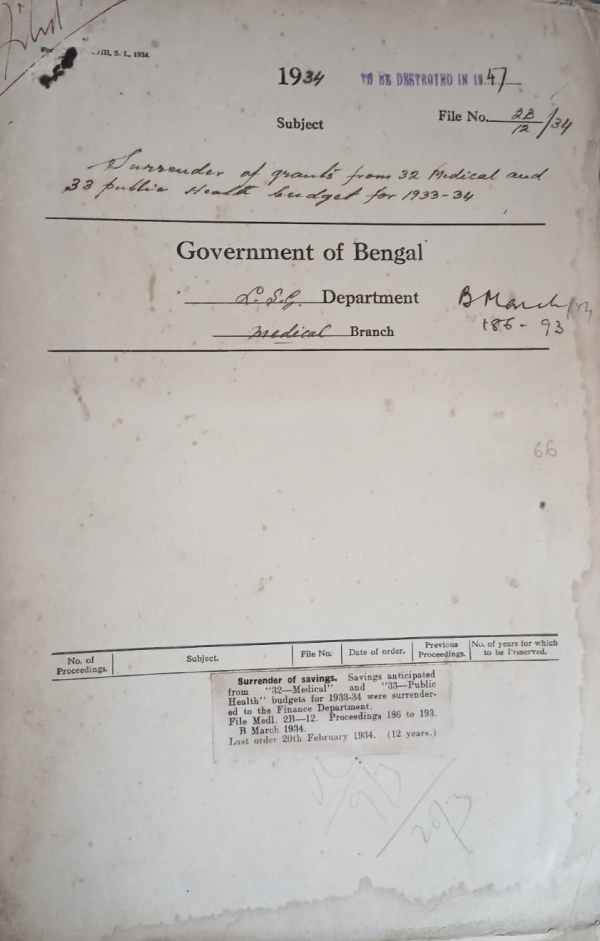 Filed
Hill, S. I., 1934.
1934 TO BE DESTROYED IN 1947
Subject File No. 2B/12/34
Surrender of grants from 32 Medical and
33 public Health budget for 1933-34
Government of Bengal
L. S. G. Department B March
Medical Branch 186 - 93
66
No. of Proceedings. Subject. File No. Date of order. Previous Proceedings. No. of years for which to be Preserved.
Surrender of savings. Savings anticipated
from "32—Medical" and "33—Public
Health" budgets for 1933-34 were surrender-
ed to the Finance Department.
File Medl. 2B—12. Proceedings 186 to 193.
B March 1934.
Last order 20th February 1934. (12 years.)